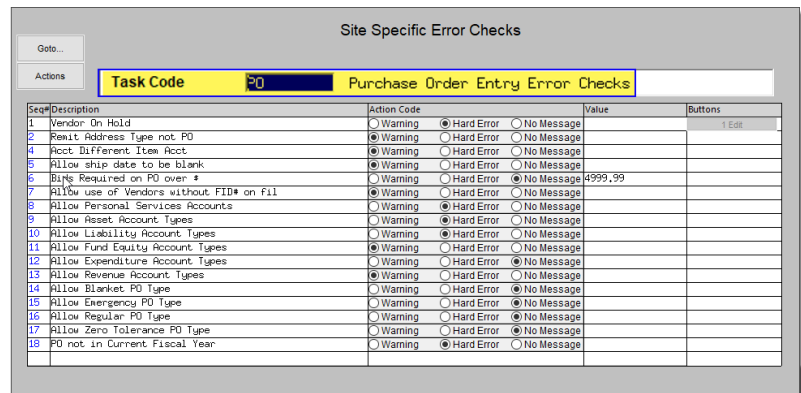 Site Specific Error Checks
Goto...
Actions
Task Code PO Purchase Order Entry Error Checks
Seq# Description Action Code Value Buttons
1 Vendor On Hold Warning Hard Error No Message 1 Edit
2 Remit Address Type not PO Warning Hard Error No Message
4 Acct Different Item Acct Warning Hard Error No Message
5 Allow ship date to be blank Warning Hard Error No Message
6 Bids Required on PO over $ Warning Hard Error No Message 4999.99
7 Allow use of Vendors without FID# on fil Warning Hard Error No Message
8 Allow Personal Services Accounts Warning Hard Error No Message
9 Allow Asset Account Types Warning Hard Error No Message
10 Allow Liability Account Types Warning Hard Error No Message
11 Allow Fund Equity Account Types Warning Hard Error No Message
12 Allow Expenditure Account Types Warning Hard Error No Message
13 Allow Revenue Account Types Warning Hard Error No Message
14 Allow Blanket PO Type Warning Hard Error No Message
15 Allow Emergency PO Type Warning Hard Error No Message
16 Allow Regular PO Type Warning Hard Error No Message
17 Allow Zero Tolerance PO Type Warning Hard Error No Message
18 PO not in Current Fiscal Year Warning Hard Error No Message